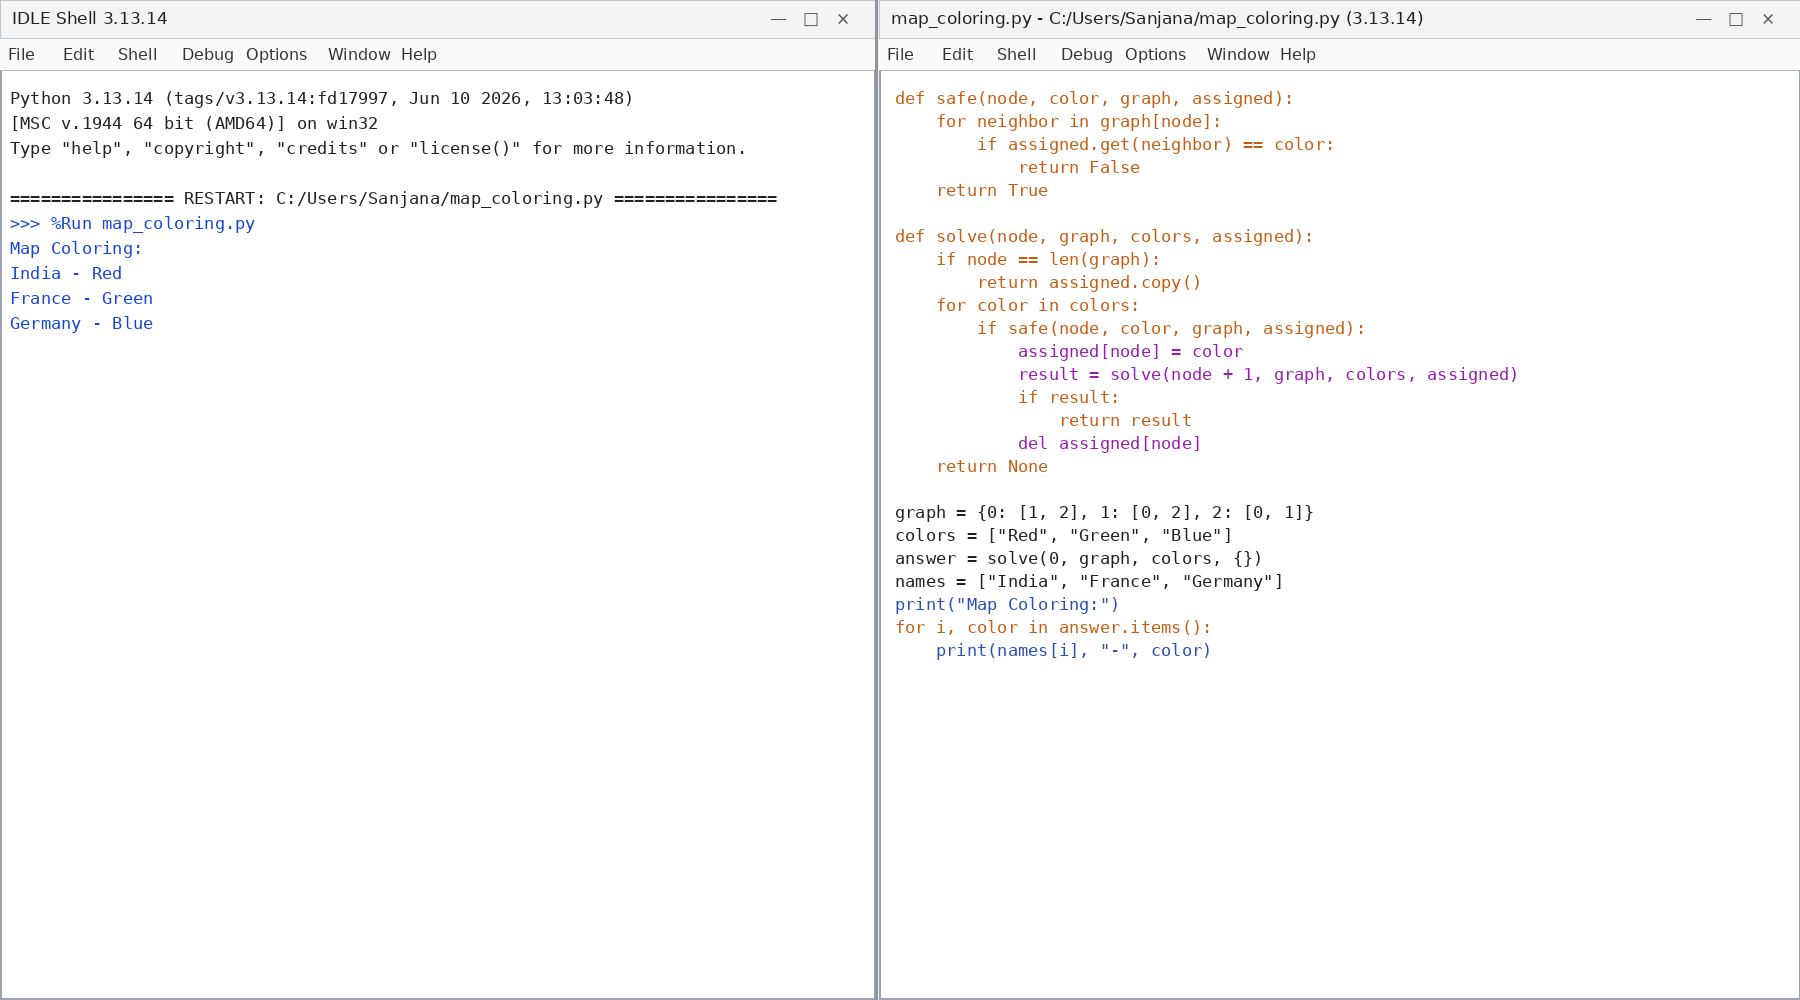 IDLE Shell 3.13.14
File Edit Shell Debug Options Window Help
Python 3.13.14 (tags/v3.13.14:fd17997, Jun 10 2026, 13:03:48)
[MSC v.1944 64 bit (AMD64)] on win32
Type "help", "copyright", "credits" or "license()" for more information.
================ RESTART: C:/Users/Sanjana/map_coloring.py ================
>>> %Run map_coloring.py
Map Coloring:
India - Red
France - Green
Germany - Blue
map_coloring.py - C:/Users/Sanjana/map_coloring.py (3.13.14)
File Edit Shell Debug Options Window Help
def safe(node, color, graph, assigned):
    for neighbor in graph[node]:
        if assigned.get(neighbor) == color:
            return False
    return True

def solve(node, graph, colors, assigned):
    if node == len(graph):
        return assigned.copy()
    for color in colors:
        if safe(node, color, graph, assigned):
            assigned[node] = color
            result = solve(node + 1, graph, colors, assigned)
            if result:
                return result
            del assigned[node]
    return None

graph = {0: [1, 2], 1: [0, 2], 2: [0, 1]}
colors = ["Red", "Green", "Blue"]
answer = solve(0, graph, colors, {})
names = ["India", "France", "Germany"]
print("Map Coloring:")
for i, color in answer.items():
    print(names[i], "-", color)